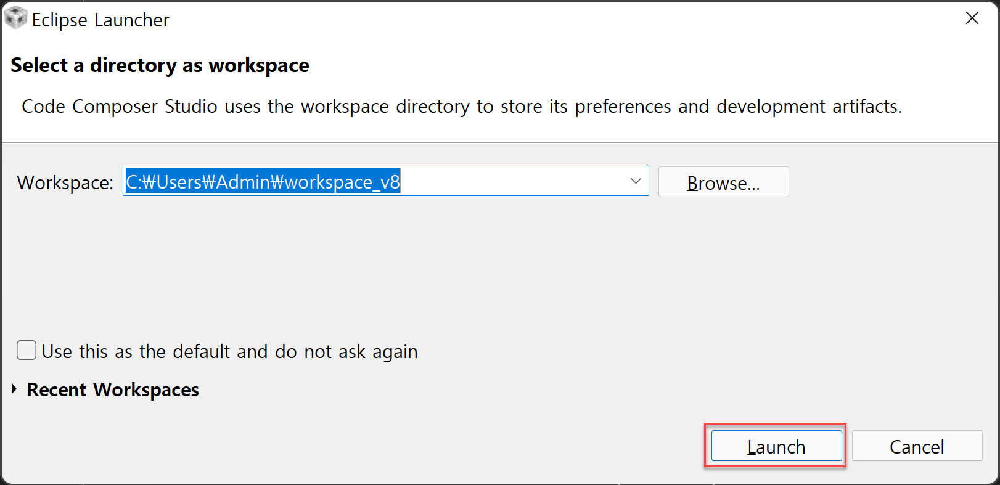 Eclipse Launcher
Select a directory as workspace
Code Composer Studio uses the workspace directory to store its preferences and development artifacts.
Workspace: C:₩Users₩Admin₩workspace_v8 Browse...
Use this as the default and do not ask again
Recent Workspaces
Launch Cancel